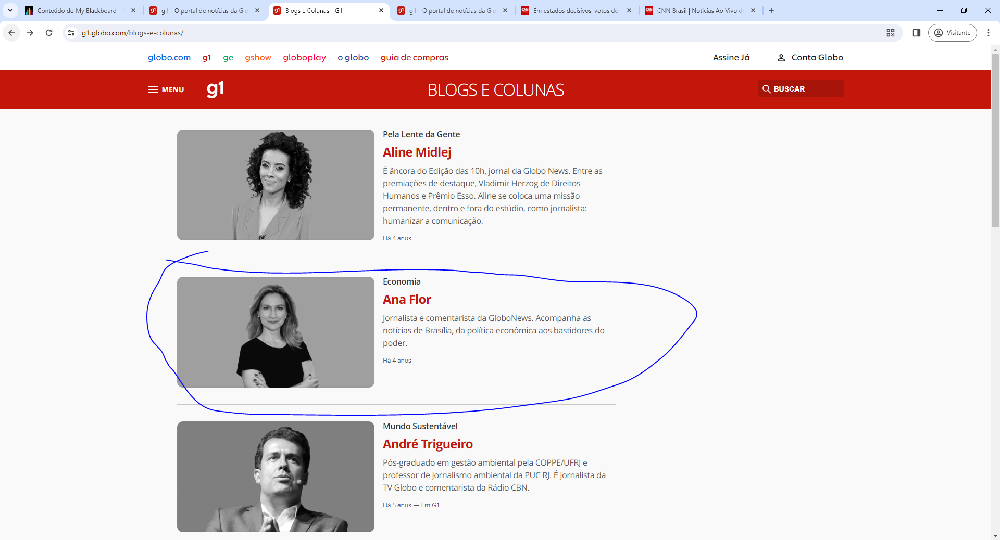 Conteúdo do My Blackboard –
g1 - O portal de notícias da Glo
Blogs e Colunas - G1
g1 - O portal de notícias da Glo
Em estados decisivos, votos de
CNN Brasil | Notícias Ao Vivo d
g1.globo.com/blogs-e-colunas/
Visitante
globo.com g1 ge gshow globoplay o globo guia de compras Assine Já Conta Globo
MENU g1 BLOGS E COLUNAS BUSCAR
Pela Lente da Gente
Aline Midlej
É âncora do Edição das 10h, jornal da Globo News. Entre as
premiações de destaque, Vladimir Herzog de Direitos
Humanos e Prêmio Esso. Aline se coloca uma missão
permanente, dentro e fora do estúdio, como jornalista:
humanizar a comunicação.
Há 4 anos
Economia
Ana Flor
Jornalista e comentarista da GloboNews. Acompanha as
notícias de Brasília, da política econômica aos bastidores do
poder.
Há 4 anos
Mundo Sustentável
André Trigueiro
Pós-graduado em gestão ambiental pela COPPE/UFRJ e
professor de jornalismo ambiental da PUC RJ. É jornalista da
TV Globo e comentarista da Rádio CBN.
Há 5 anos — Em G1